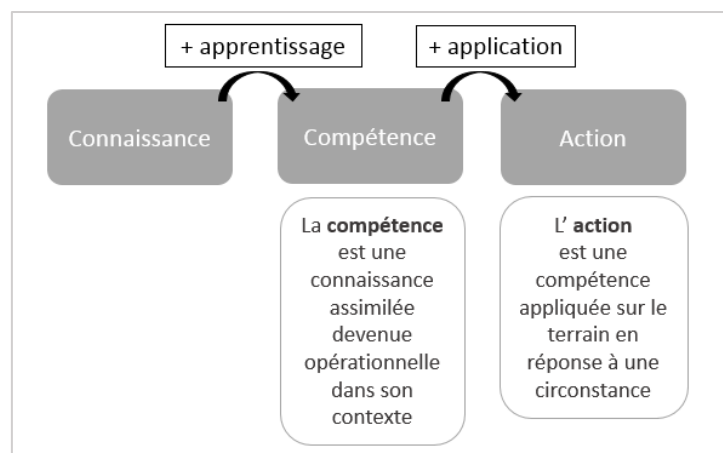 + apprentissage
+ application
Connaissance
Compétence
Action
La compétence
est une
connaissance
assimilée
devenue
opérationnelle
dans son
contexte
L’ action
est une
compétence
appliquée sur le
terrain en
réponse à une
circonstance